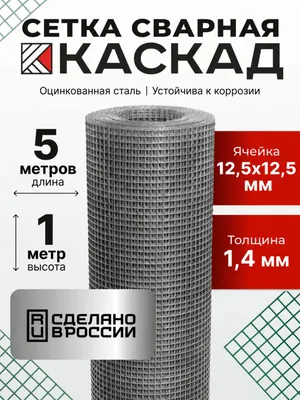 СЕТКА СВАРНАЯ
КАСКАД
Оцинкованная сталь | Устойчива к коррозии
5
метров
длина
1
метр
высота
Ячейка
12,5х12,5
мм
Толщина
1,4 мм
СДЕЛАНО
В РОССИИ